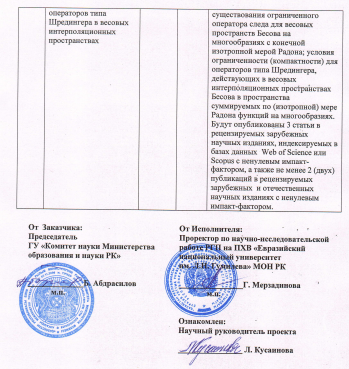 операторов типа
Шредингера в весовых
интерполяционных
пространствах
существования ограниченного
оператора следа для весовых
пространств Бесова на
многообразиях с конечной
изотропной мерой Радона; условия
ограниченности (компактности) для
операторов типа Шредингера,
действующих в весовых
интерполяционных пространствах
Бесова в пространства
суммируемых по (изотропной) мере
Радона функций на многообразиях.
Будут опубликованы 3 статьи в
рецензируемых зарубежных
научных изданиях, индексируемых в
базах данных Web of Science или
Scopus с ненулевым импакт-
фактором, а также не менее 2 (двух)
публикаций в рецензируемых
зарубежных и отечественных
научных изданиях с ненулевым
импакт-фактором.
От Заказчика:
Председатель
ГУ «Комитет науки Министерства
образования и науки РК»
Б. Абдрасилов
м.п.
От Исполнителя:
Проректор по научно-исследовательской
работе РГП на ПХВ «Евразийский
национальный университет
им. Л.Н. Гумилева» МОН РК
Г. Мерзадинова
м.п.
Ознакомлен:
Научный руководитель проекта
Л. Кусаинова